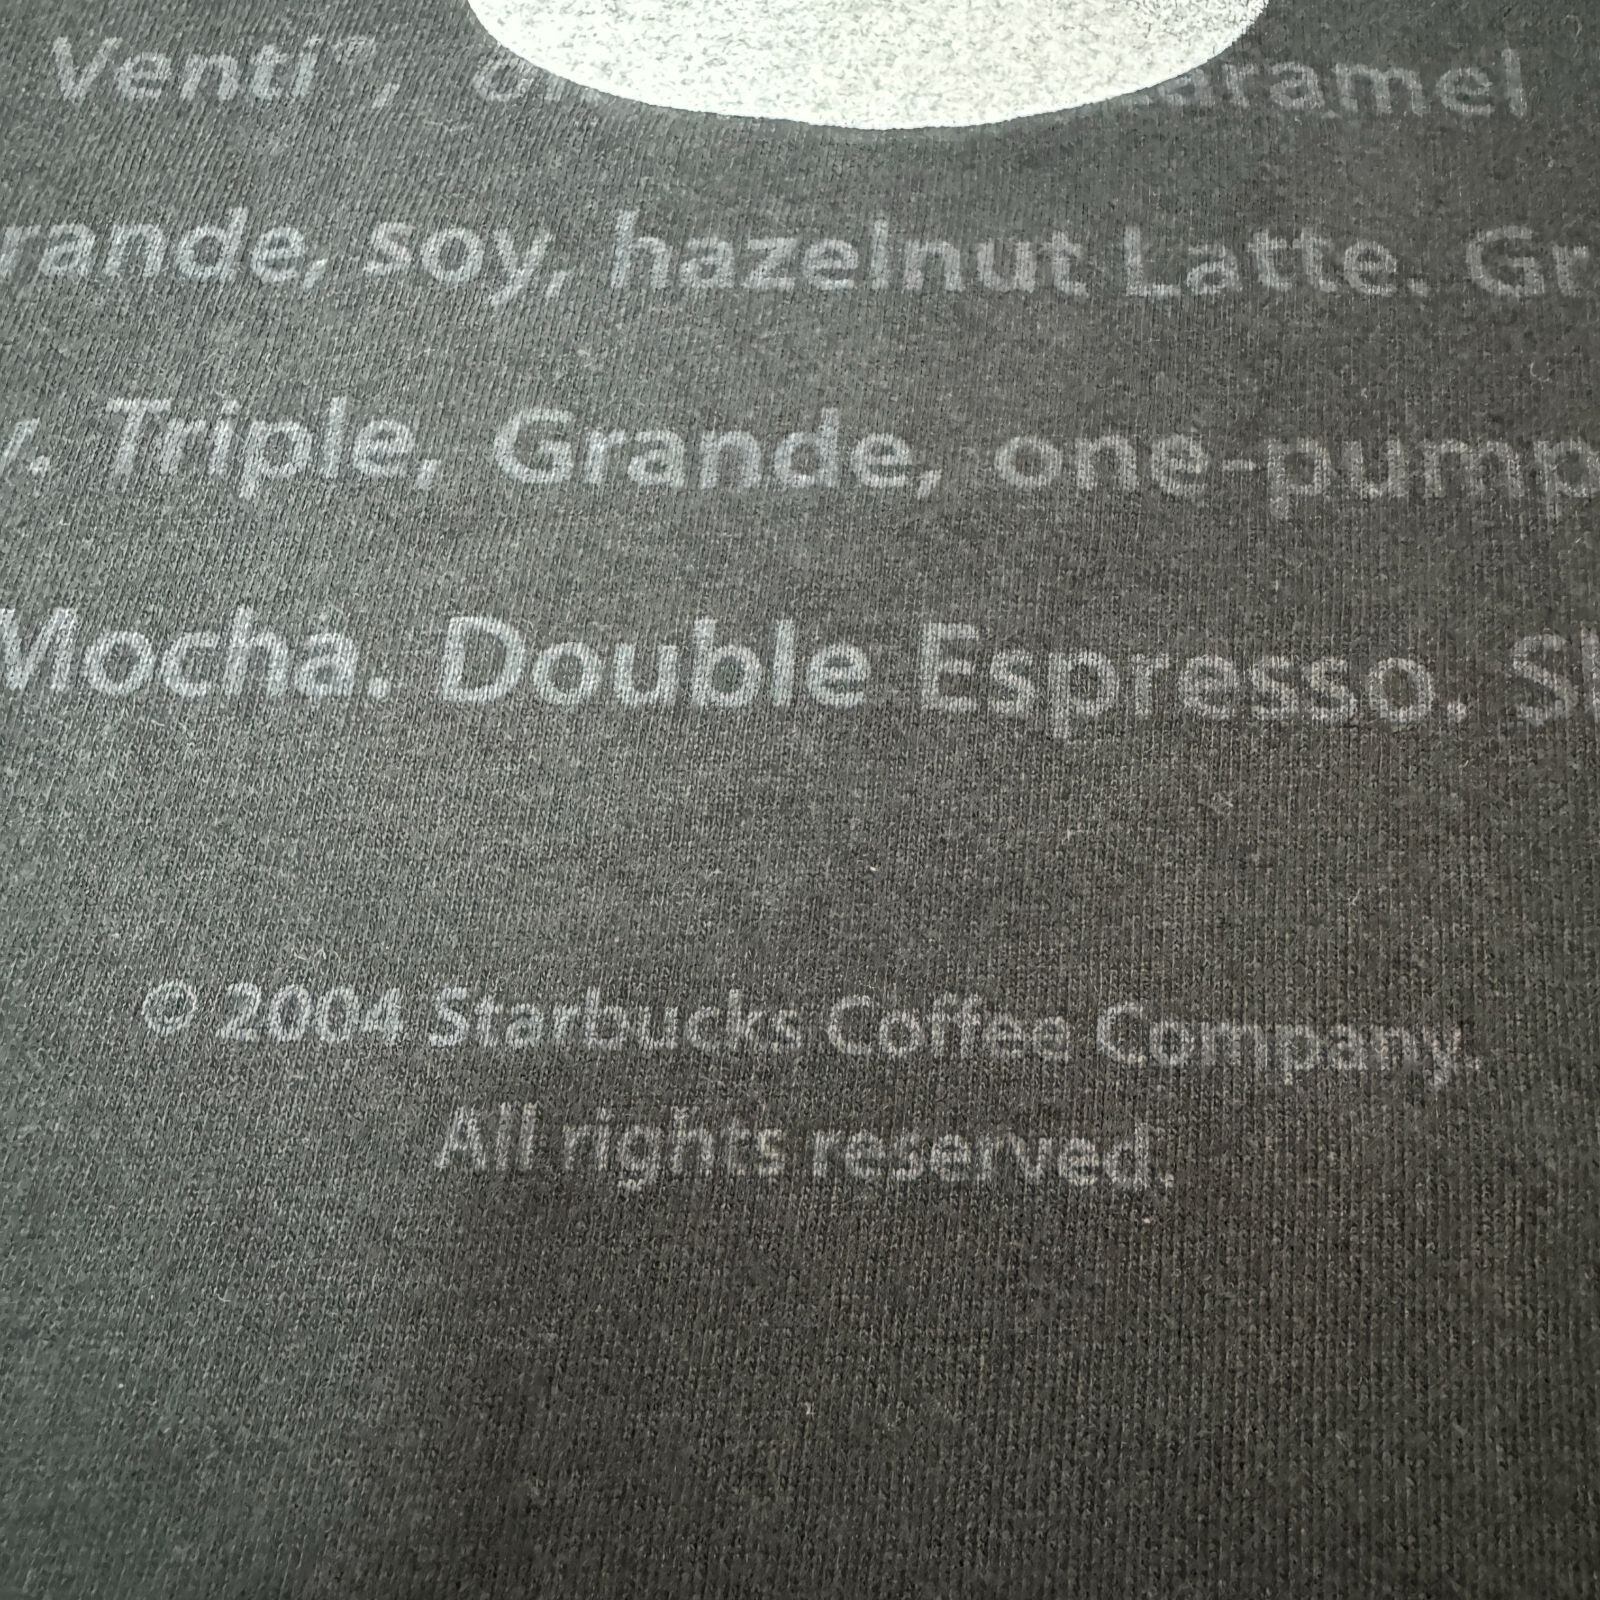 Venti®, caramel
rande, soy, hazelnut Latte. Gr
y. Triple, Grande, one-pump
Mocha. Double Espresso. S
© 2004 Starbucks Coffee Company.
All rights reserved.